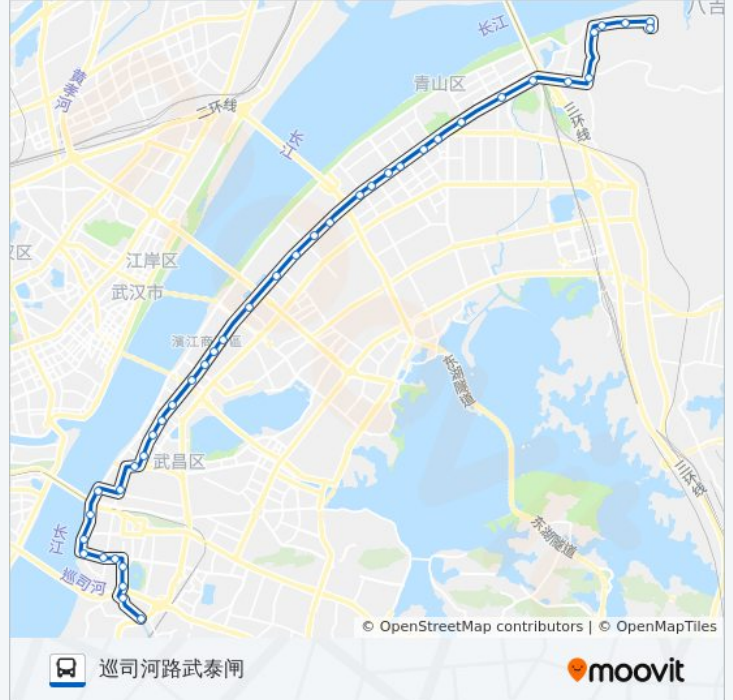 八吉
长江
青山区
黄孝河
二环线
三环线
长江
汉区
江岸区
武汉市
濱江商
區
东湖隧道
武昌区
三环线
长江
东湖隧道
巡司河
© OpenStreetMap contributors | © OpenMapTiles
巡司河路武泰闸
moovit